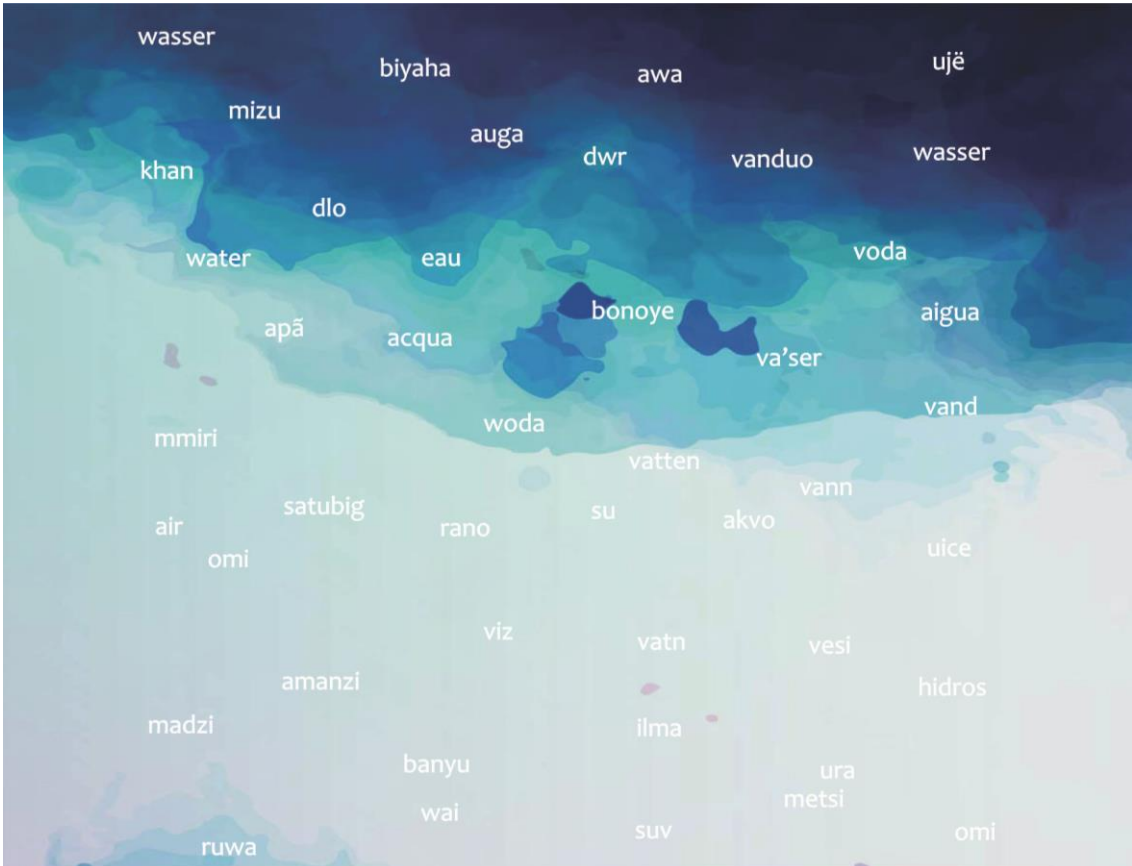 wasser
biyaha
awa
ujë
mizu
auga
dwr
vanduo
wasser
khan
dlo
water
eau
voda
bonoye
aigua
apã
acqua
va'ser
woda
vand
mmiri
vatten
vann
satubig
su
akvo
air
rano
omi
uice
viz
vatn
vesi
amanzi
hidros
madzi
ilma
banyu
ura
metsi
wai
suv
omi
ruwa